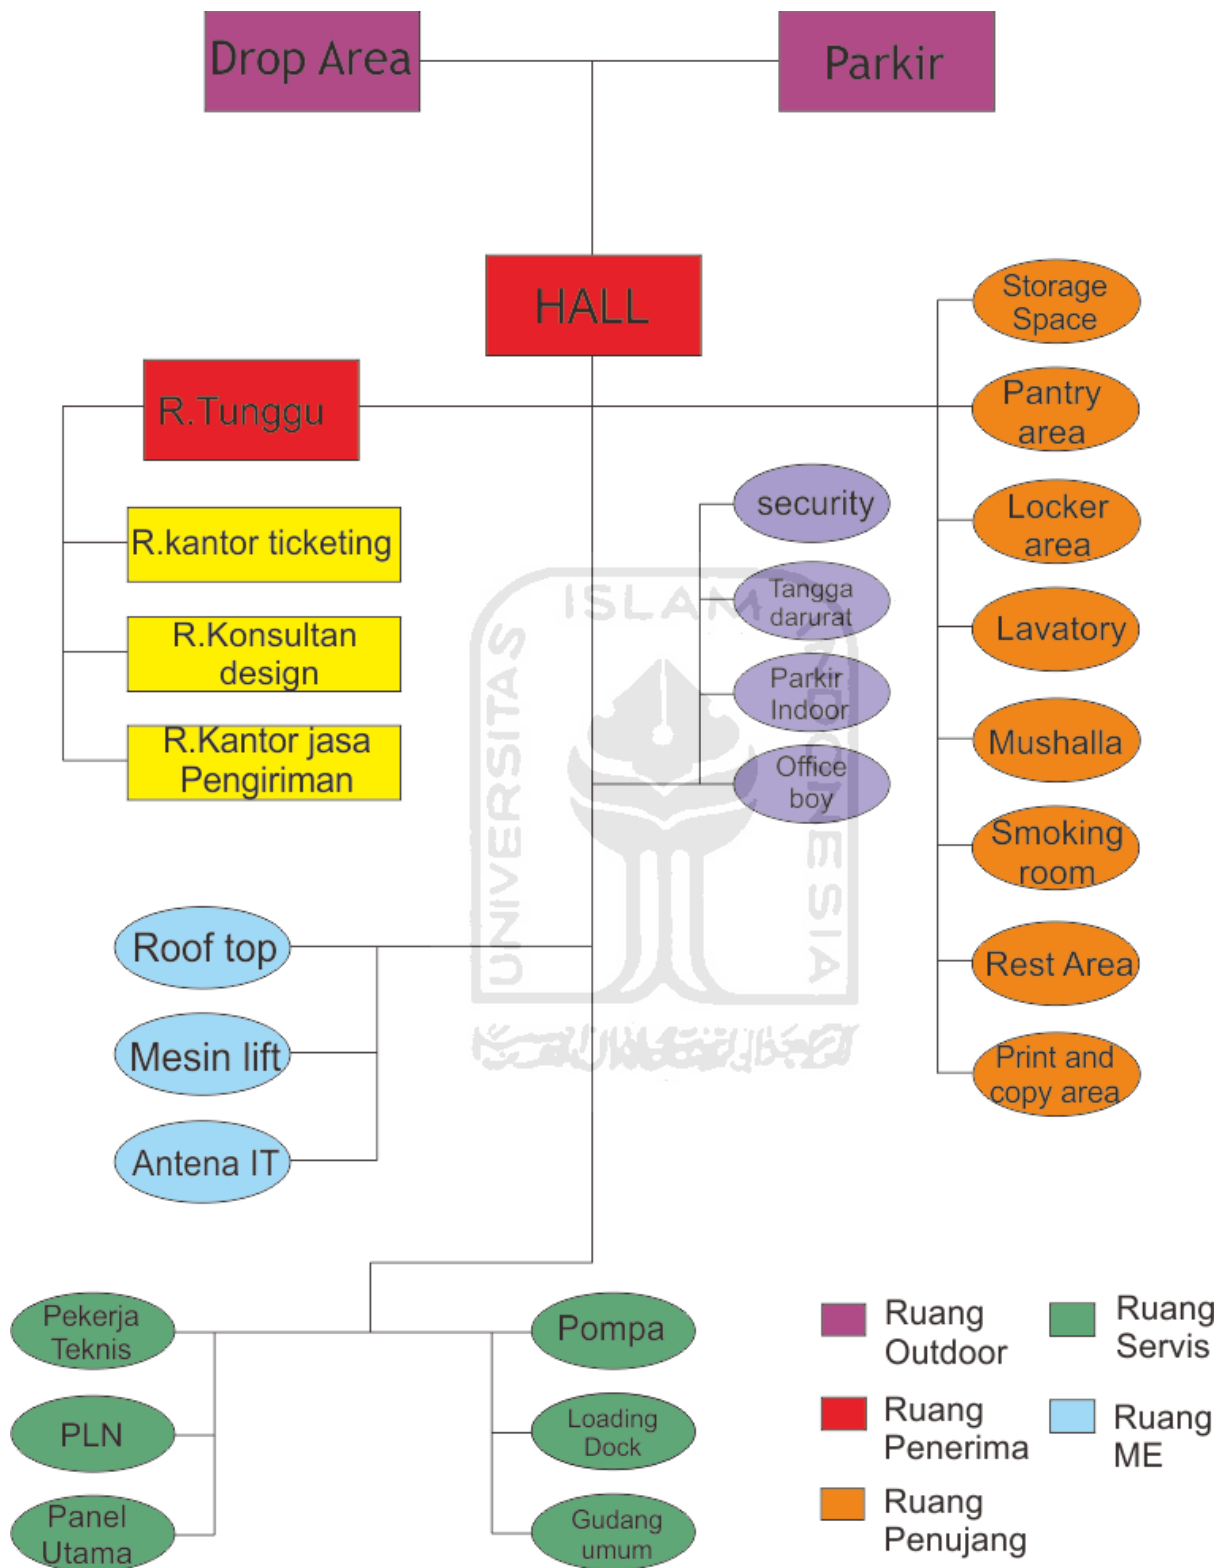 Drop Area
Parkir
HALL
R.Tunggu
R.kantor ticketing
R.Konsultan
design
R.Kantor jasa
Pengiriman
security
Tangga
darurat
Parkir
Indoor
Office
boy
Storage
Space
Pantry
area
Locker
area
Lavatory
Mushalla
Smoking
room
Rest Area
Print and
copy area
Roof top
Mesin lift
Antena IT
Pekerja
Teknis
PLN
Panel
Utama
Pompa
Loading
Dock
Gudang
umum
Ruang
Outdoor
Ruang
Penerima
Ruang
Penujang
Ruang
Servis
Ruang
ME
UNIVERSITAS
ISLAM
INDONESIA